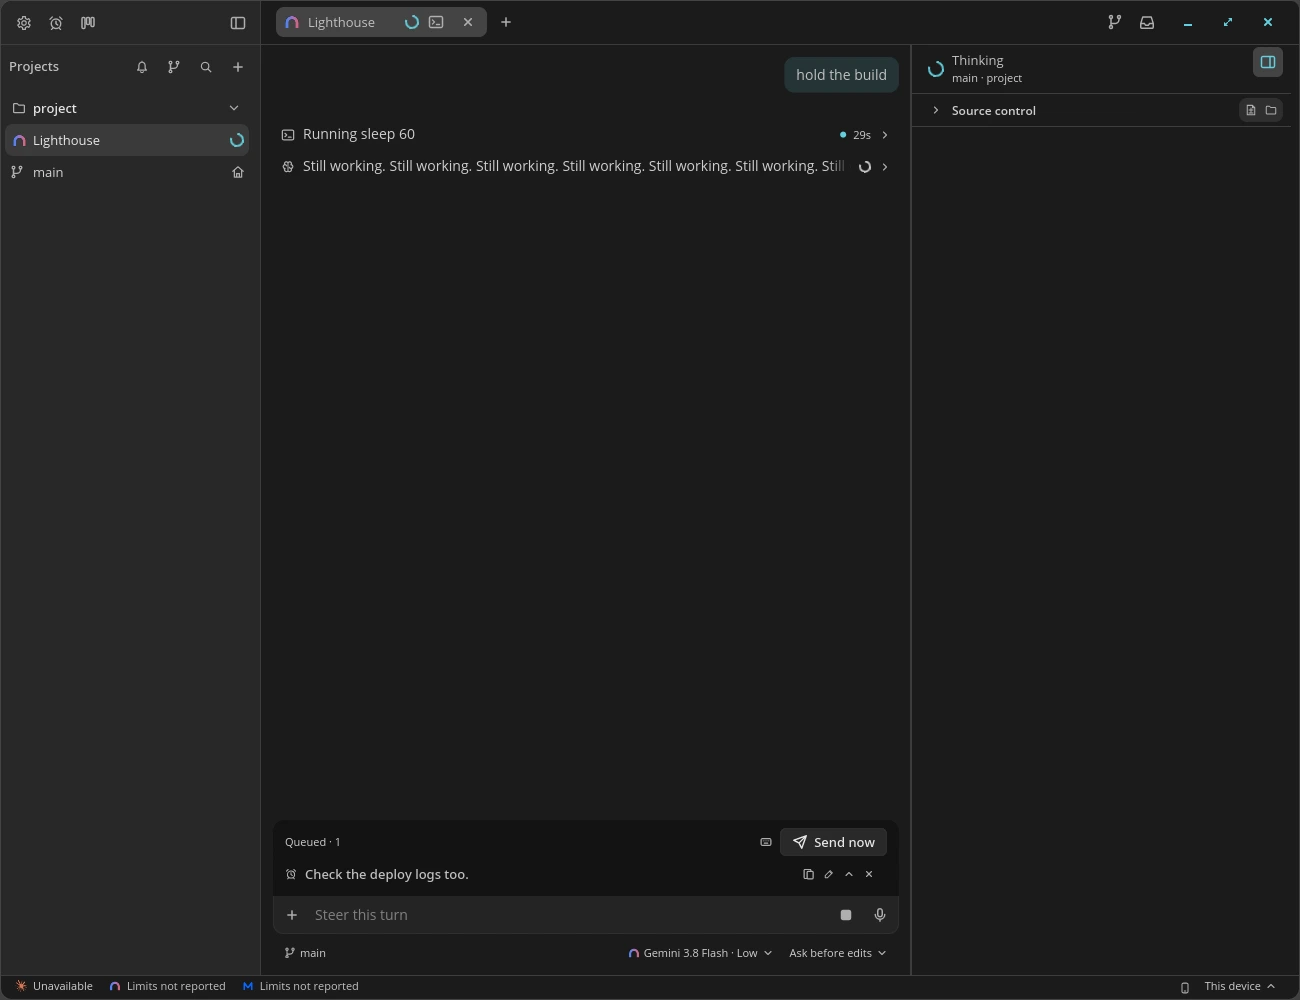 Lighthouse
Projects
project
Lighthouse
main
hold the build
Running sleep 60
29s
Still working. Still working. Still working. Still working. Still working. Still working. Still
Thinking
main · project
Source control
Queued · 1
Send now
Check the deploy logs too.
Steer this turn
main
Gemini 3.8 Flash · Low
Ask before edits
Unavailable
Limits not reported
Limits not reported
This device